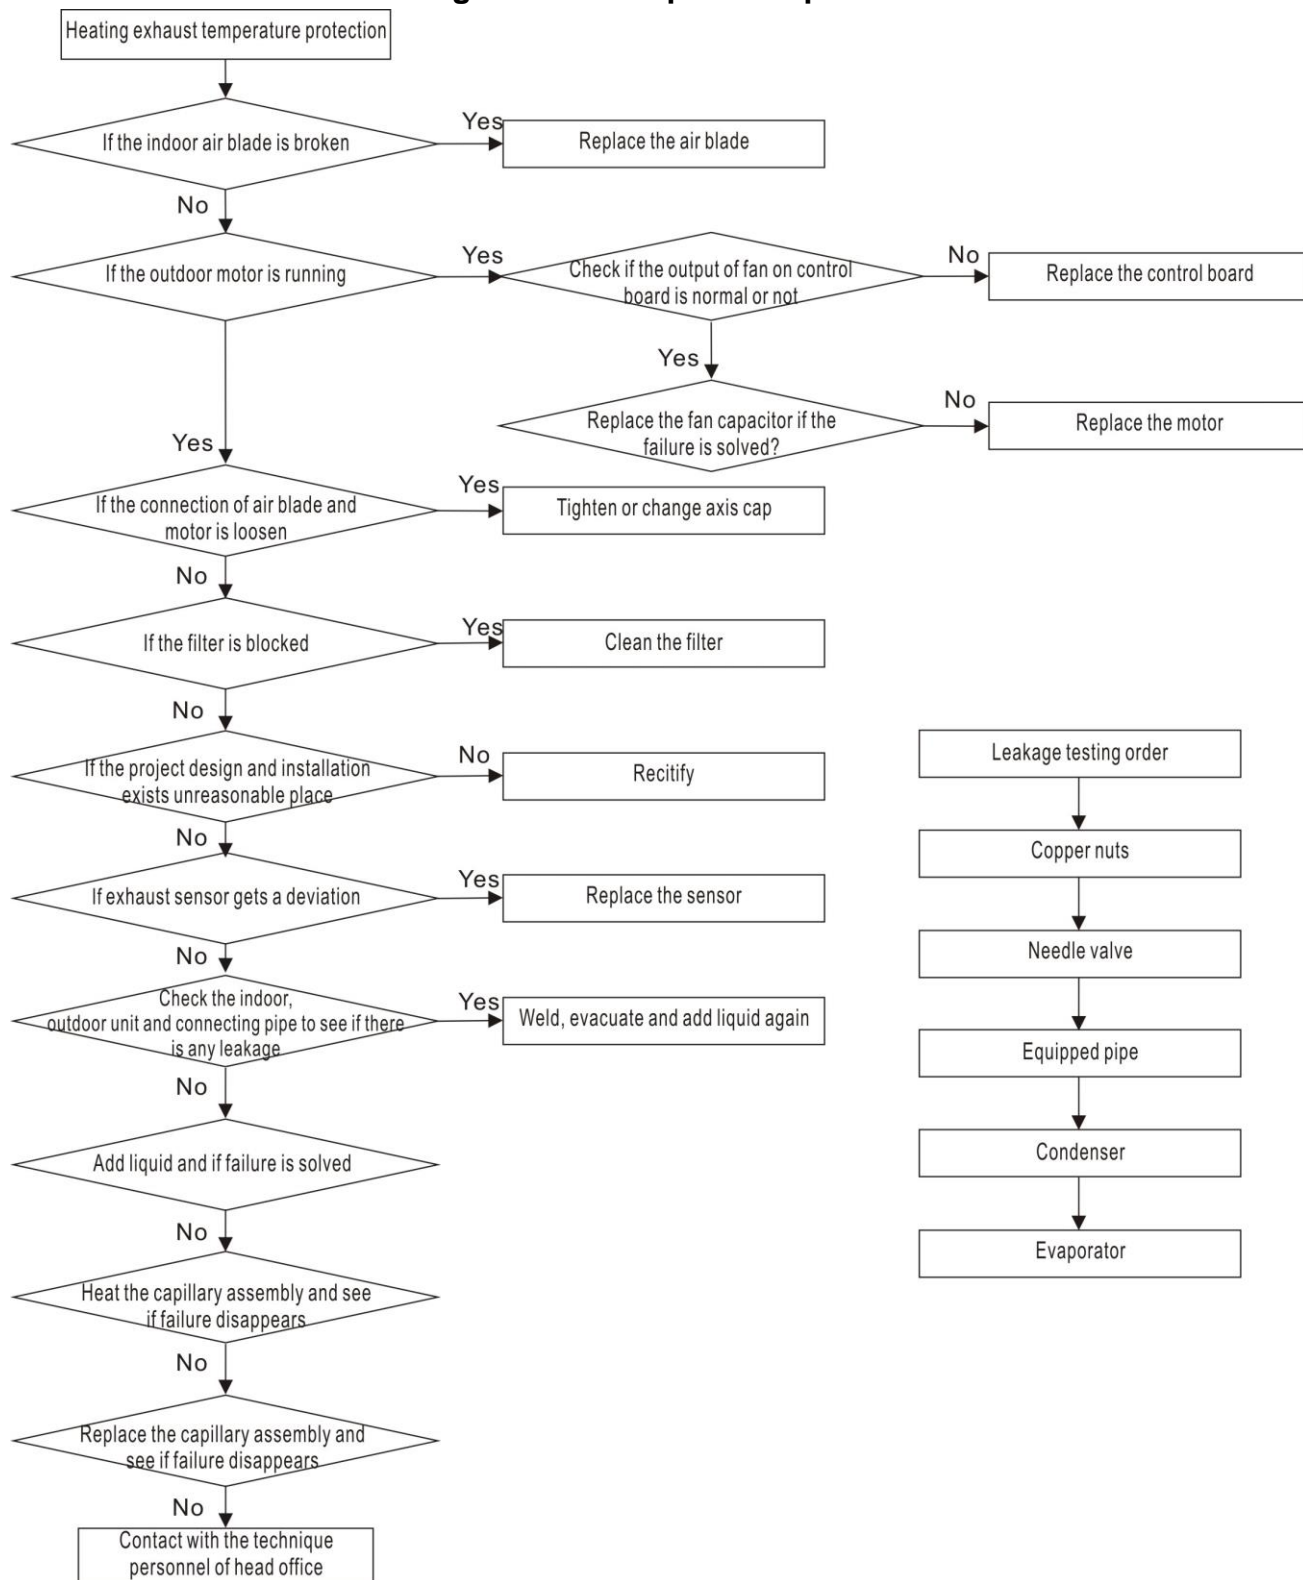 Heating exhaust temperature protection
If the indoor air blade is broken
Yes
Replace the air blade
No
If the outdoor motor is running
Yes
Check if the output of fan on control
board is normal or not
No
Replace the control board
Yes
Replace the fan capacitor if the
failure is solved?
No
Replace the motor
Yes
If the connection of air blade and
motor is loosen
Yes
Tighten or change axis cap
No
If the filter is blocked
Yes
Clean the filter
No
If the project design and installation
exists unreasonable place
No
Recitify
No
If exhaust sensor gets a deviation
Yes
Replace the sensor
No
Check the indoor,
outdoor unit and connecting pipe to see if there
is any leakage
Yes
Weld, evacuate and add liquid again
No
Add liquid and if failure is solved
No
Heat the capillary assembly and see
if failure disappears
No
Replace the capillary assembly and
see if failure disappears
No
Contact with the technique
personnel of head office
Leakage testing order
Copper nuts
Needle valve
Equipped pipe
Condenser
Evaporator